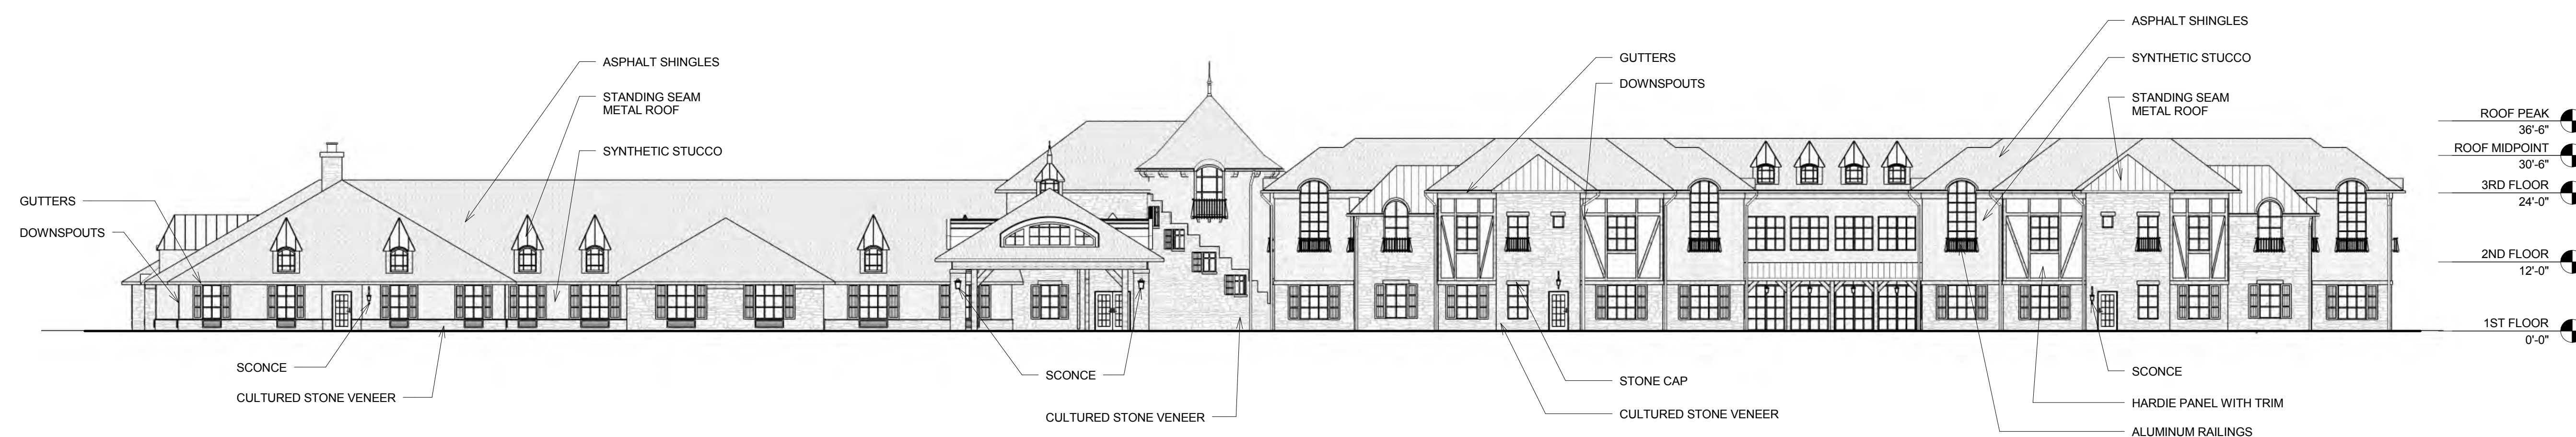 ASPHALT SHINGLES
STANDING SEAM
METAL ROOF
SYNTHETIC STUCCO
GUTTERS
DOWNSPOUTS
SCONCE
CULTURED STONE VENEER
SCONCE
CULTURED STONE VENEER
GUTTERS
DOWNSPOUTS
STONE CAP
CULTURED STONE VENEER
ASPHALT SHINGLES
SYNTHETIC STUCCO
STANDING SEAM
METAL ROOF
SCONCE
HARDIE PANEL WITH TRIM
ALUMINUM RAILINGS
ROOF PEAK
36'-6"
ROOF MIDPOINT
30'-6"
3RD FLOOR
24'-0"
2ND FLOOR
12'-0"
1ST FLOOR
0'-0"